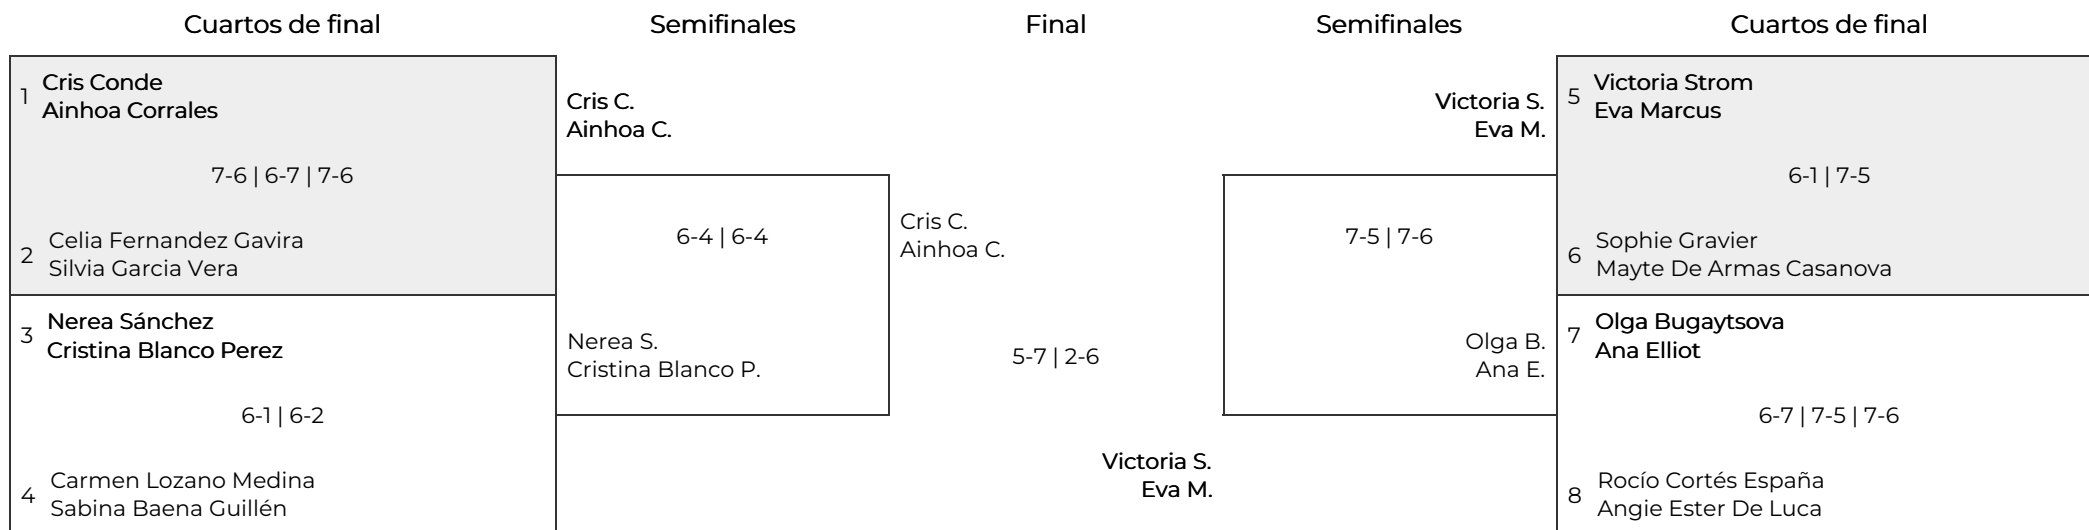 Cuartos de final
Semifinales
Final
Semifinales
Cuartos de final
1
Cris Conde
Ainhoa Corrales
7-6 | 6-7 | 7-6
2
Celia Fernandez Gavira
Silvia Garcia Vera
3
Nerea Sánchez
Cristina Blanco Perez
6-1 | 6-2
4
Carmen Lozano Medina
Sabina Baena Guillén
Cris C.
Ainhoa C.
6-4 | 6-4
Nerea S.
Cristina Blanco P.
Cris C.
Ainhoa C.
5-7 | 2-6
Victoria S.
Eva M.
Victoria S.
Eva M.
7-5 | 7-6
Olga B.
Ana E.
5
Victoria Strom
Eva Marcus
6-1 | 7-5
6
Sophie Gravier
Mayte De Armas Casanova
7
Olga Bugaytsova
Ana Elliot
6-7 | 7-5 | 7-6
8
Rocío Cortés España
Angie Ester De Luca